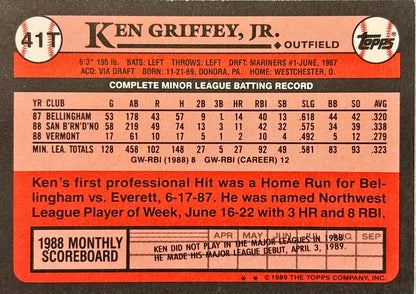 41T
KEN GRIFFEY, JR.
OUTFIELD
Topps
6'3" 195 lb. BATS: LEFT THROWS: LEFT DRFT: MARINERS #1-JUNE, 1987
ACQ: VIA DRAFT BORN: 11-21-69, DONORA, PA HOME: WESTCHESTER, O.
COMPLETE MINOR LEAGUE BATTING RECORD
YR CLUB G AB R H 2B 3B HR RBI SB SLG BB SO AVG
87 BELLINGHAM 53 178 43 57 9 1 14 40 13 .618 44 42 .320
88 SAN B'RN'D'NO 58 219 50 74 13 3 11 42 32 .575 34 39 .338
88 VERMONT 17 61 10 17 5 1 2 10 4 .492 5 12 .279
MIN. LEA. TOTALS 128 458 103 148 27 5 27 92 49 .581 83 93 .323
GW-RBI (1988) 8 GW-RBI (CAREER) 12
Ken's first professional Hit was a Home Run for Bel-
lingham vs. Everett, 6-17-87. He was named Northwest
League Player of Week, June 16-22 with 3 HR and 8 RBI.
1988 MONTHLY
SCOREBOARD
APR MAY JUN JUL AUG SEP
KEN DID NOT PLAY IN THE MAJOR LEAGUES IN 1988.
HE MADE HIS MAJOR LEAGUE DEBUT, APRIL 3, 1989.
* * ©1989 THE TOPPS COMPANY, INC.